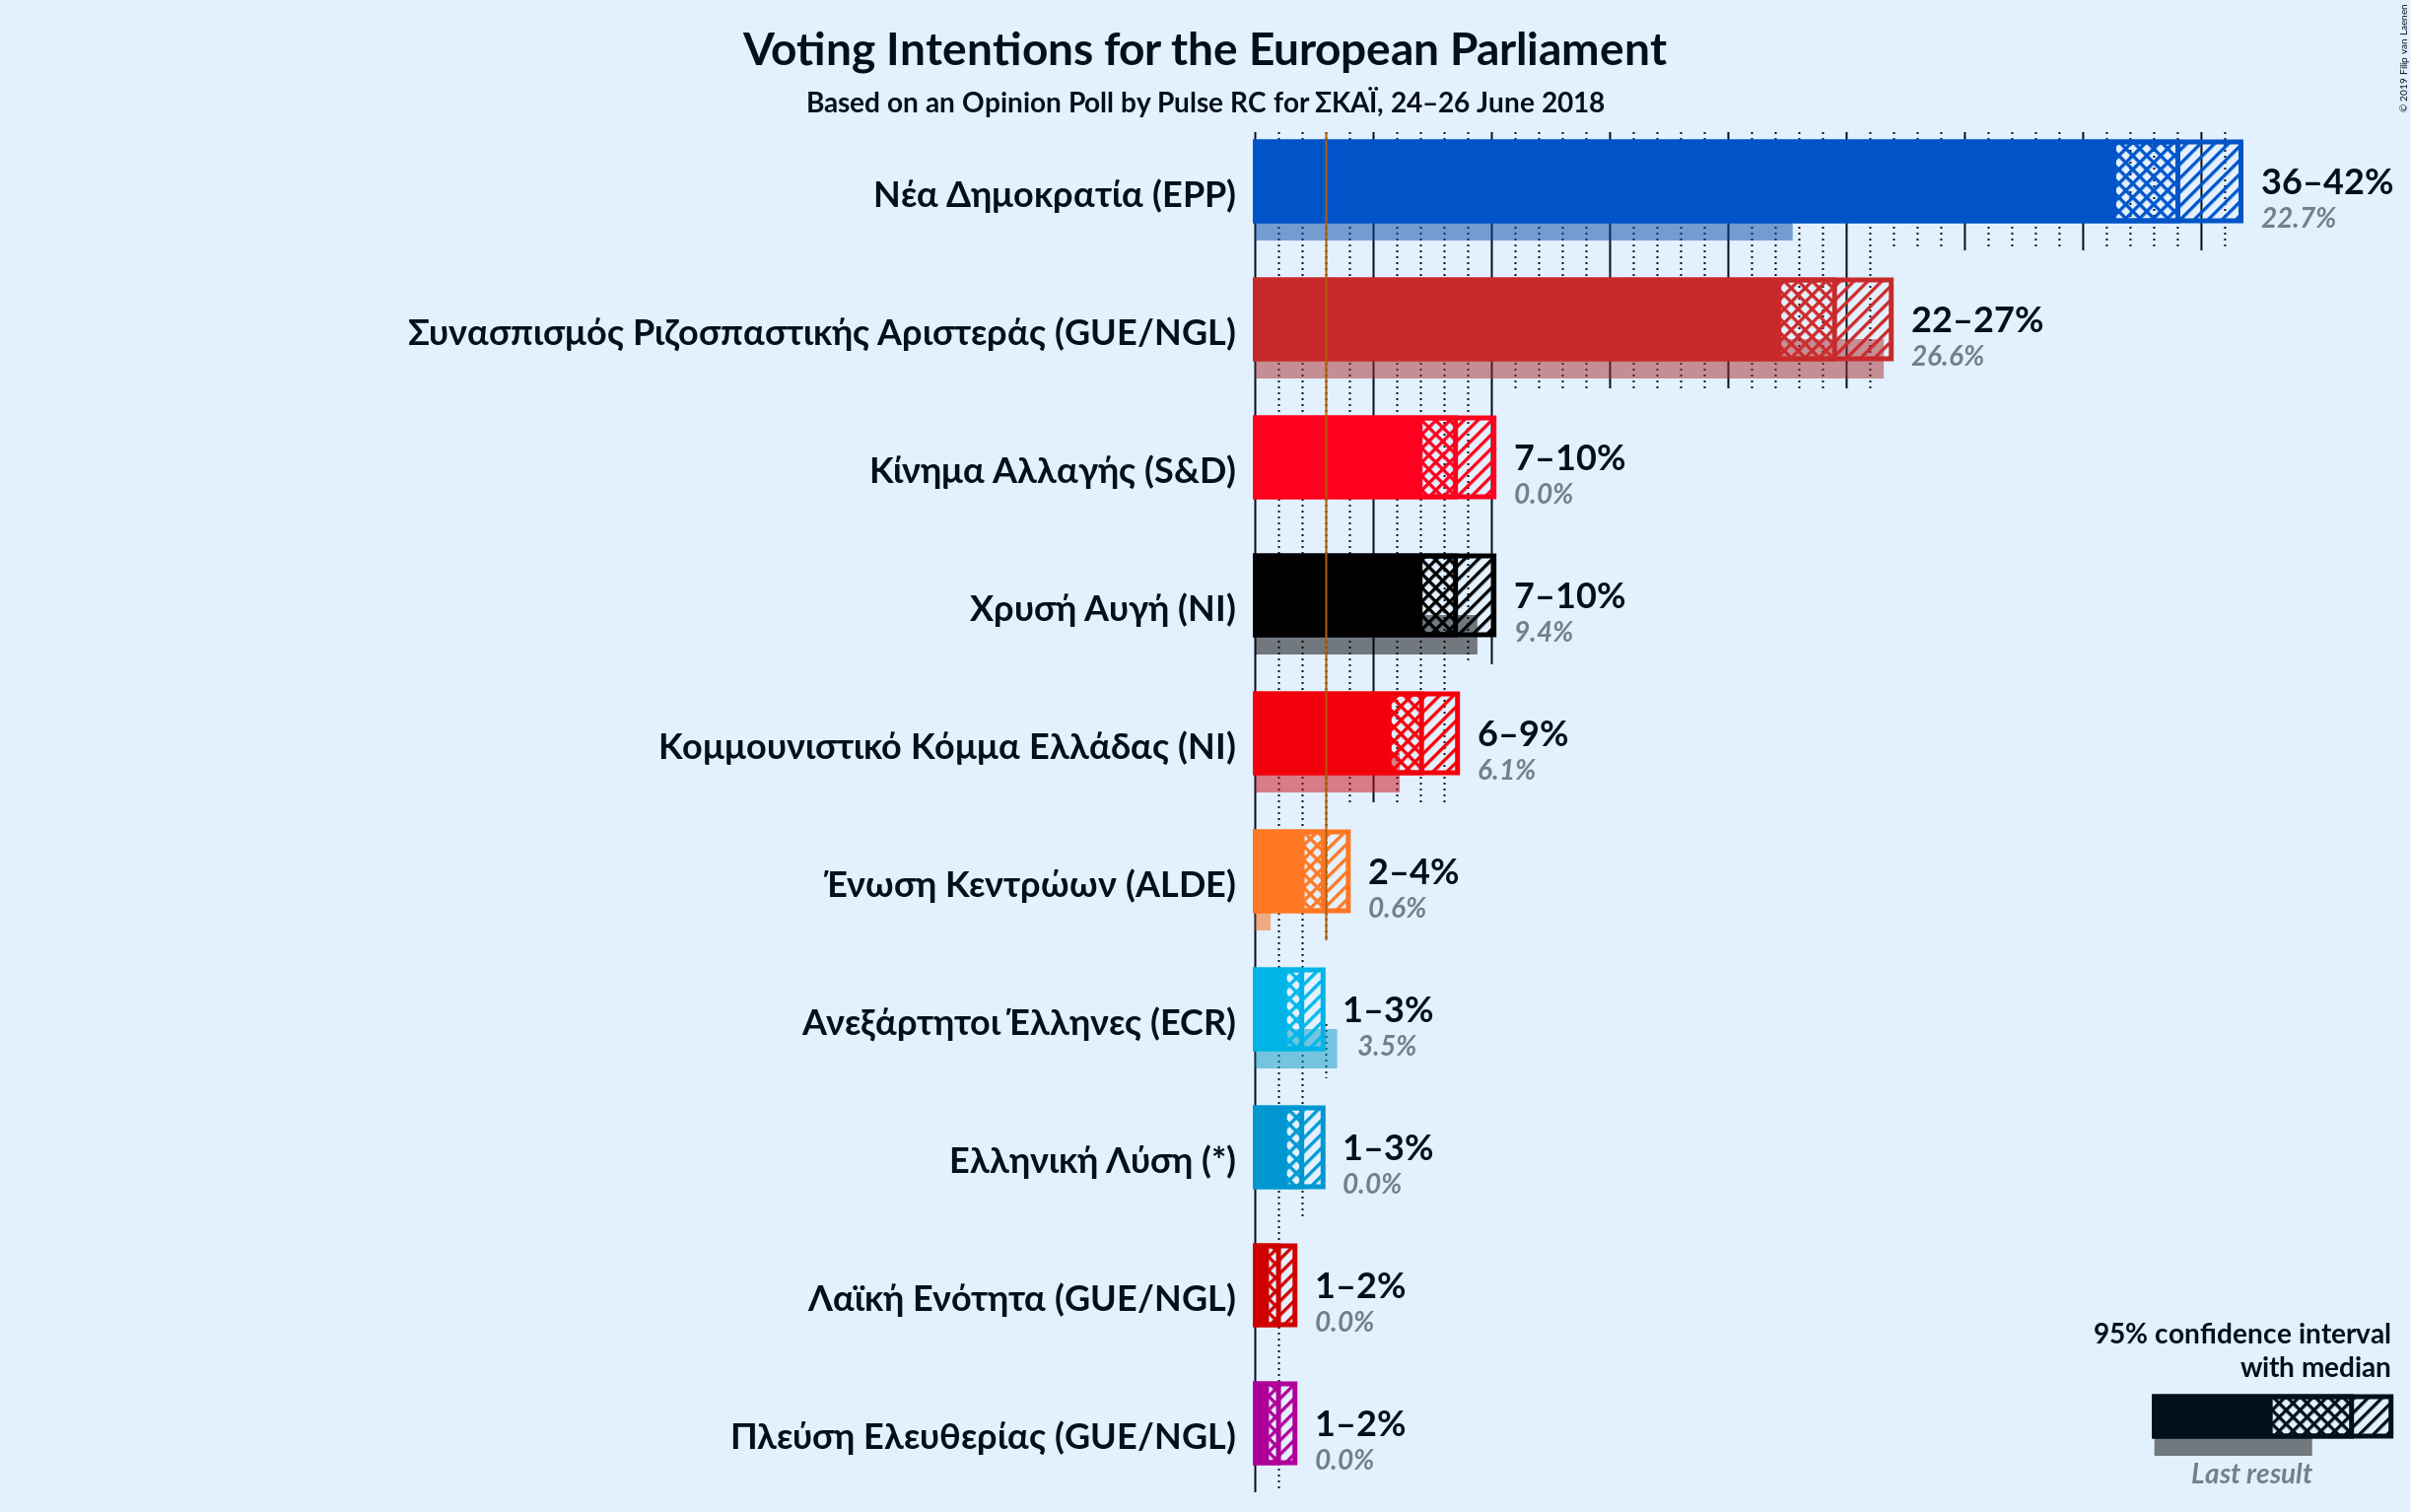 Voting Intentions for the European Parliament
Based on an Opinion Poll by Pulse RC for ΣΚΑΪ, 24–26 June 2018
© 2019 Filip van Laenen
Νέα Δημοκρατία (EPP)
36–42%
22.7%
Συνασπισμός Ριζοσπαστικής Αριστεράς (GUE/NGL)
22–27%
26.6%
Κίνημα Αλλαγής (S&D)
7–10%
0.0%
Χρυσή Αυγή (NI)
7–10%
9.4%
Κομμουνιστικό Κόμμα Ελλάδας (NI)
6–9%
6.1%
Ένωση Κεντρώων (ALDE)
2–4%
0.6%
Ανεξάρτητοι Έλληνες (ECR)
1–3%
3.5%
Ελληνική Λύση (*)
1–3%
0.0%
Λαϊκή Ενότητα (GUE/NGL)
1–2%
0.0%
Πλεύση Ελευθερίας (GUE/NGL)
1–2%
0.0%
95% confidence interval
with median
Last result